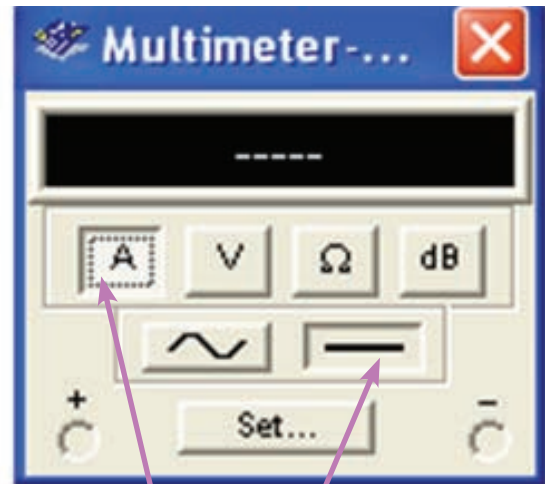 Multimeter-...
-----
A V Ω dB
+ Set... -